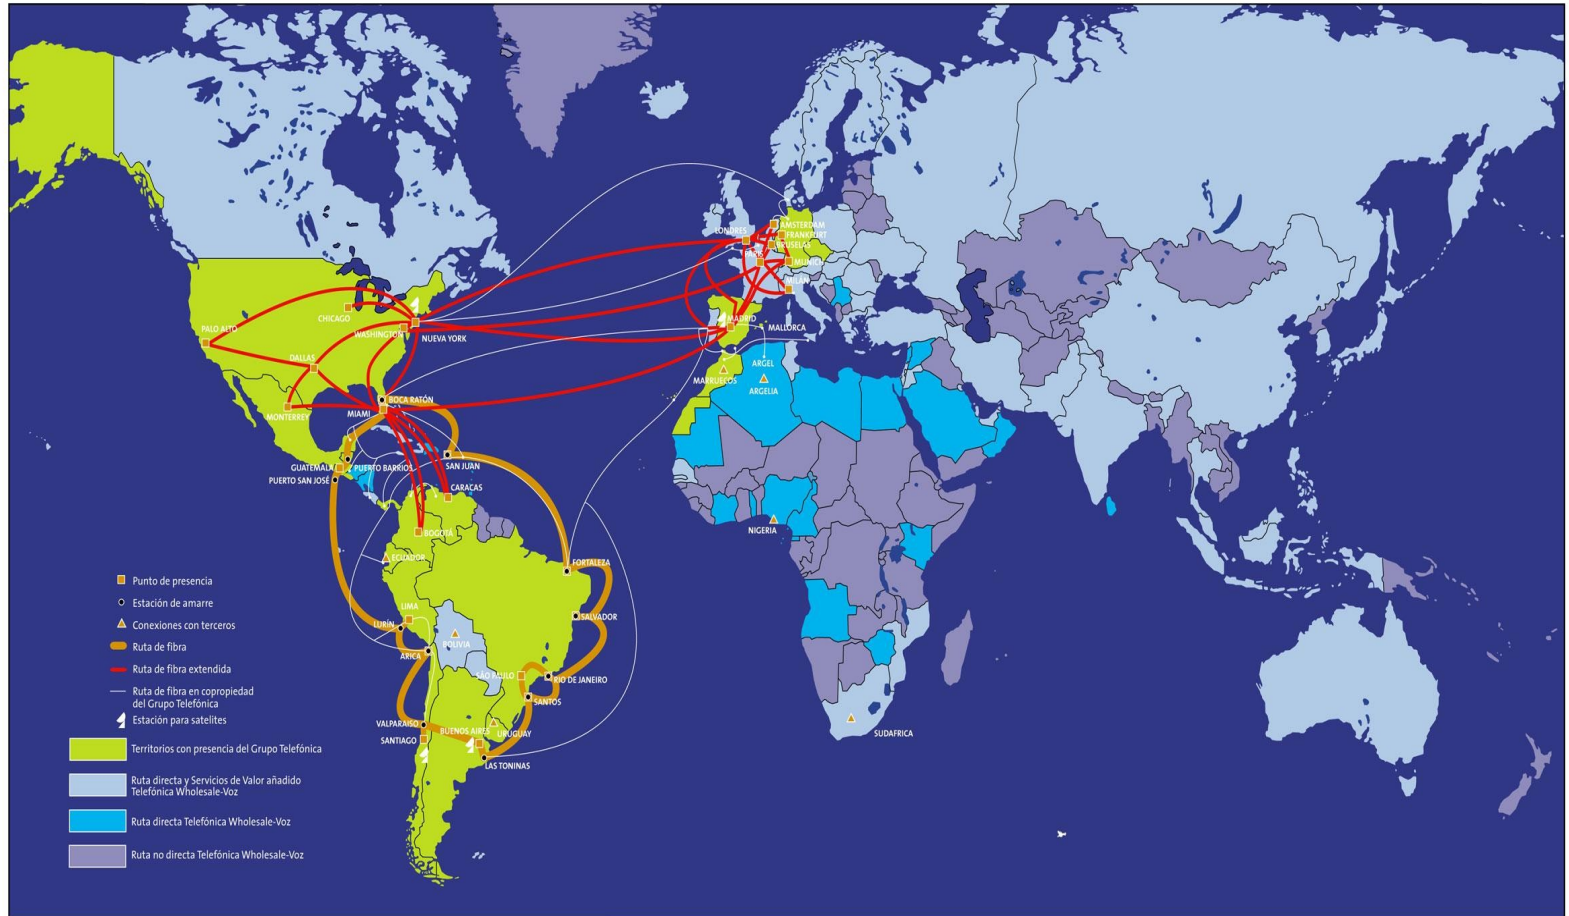 LONDRES
AMSTERDAM
FRANKFURT
BRUSELAS
PARÍS
MUNICH
MILÁN
MADRID
MALLORCA
CHICAGO
WASHINGTON
NUEVA YORK
PALO ALTO
DALLAS
MONTERREY
MIAMI
BOCA RATÓN
MARRUECOS
ARGEL
ARGELIA
GUATEMALA
PUERTO BARRIOS
PUERTO SAN JOSÉ
SAN JUAN
CARACAS
BOGOTÁ
NIGERIA
ECUADOR
FORTALEZA
LIMA
LURÍN
SALVADOR
BOLIVIA
ARICA
SÃO PAULO
RIO DE JANEIRO
SANTOS
VALPARAISO
SANTIAGO
BUENOS AIRES
URUGUAY
LAS TONINAS
SUDAFRICA
Punto de presencia
Estación de amarre
Conexiones con terceros
Ruta de fibra
Ruta de fibra extendida
Ruta de fibra en copropiedad
del Grupo Telefónica
Estación para satelites
Territorios con presencia del Grupo Telefónica
Ruta directa y Servicios de Valor añadido
Telefónica Wholesale-Voz
Ruta directa Telefónica Wholesale-Voz
Ruta no directa Telefónica Wholesale-Voz